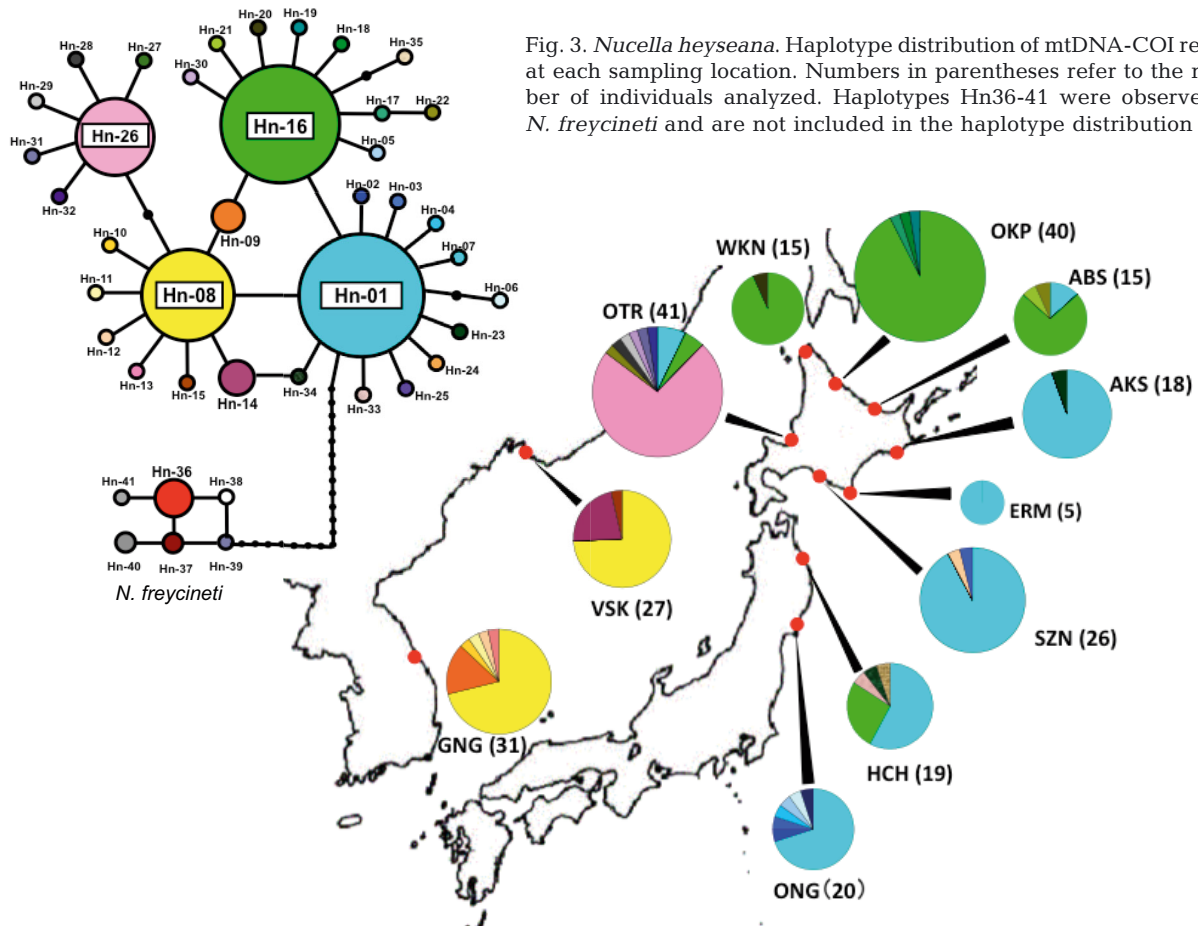 Fig. 3. Nucella heyseana. Haplotype distribution of mtDNA-COI re
at each sampling location. Numbers in parentheses refer to the
ber of individuals analyzed. Haplotypes Hn36-41 were observe
N. freycineti and are not included in the haplotype distribution
Hn-28
Hn-27
Hn-29
Hn-26
Hn-31
Hn-32
Hn-21
Hn-20
Hn-19
Hn-18
Hn-35
Hn-30
Hn-16
Hn-17
Hn-22
Hn-05
Hn-09
Hn-02
Hn-03
Hn-04
Hn-07
Hn-06
Hn-01
Hn-23
Hn-24
Hn-25
Hn-33
Hn-34
Hn-10
Hn-11
Hn-08
Hn-12
Hn-13
Hn-15
Hn-14
Hn-36
Hn-41
Hn-38
Hn-40
Hn-37
Hn-39
N. freycineti
WKN (15)
OKP (40)
ABS (15)
OTR (41)
AKS (18)
ERM (5)
VSK (27)
SZN (26)
GNG (31)
HCH (19)
ONG(20)